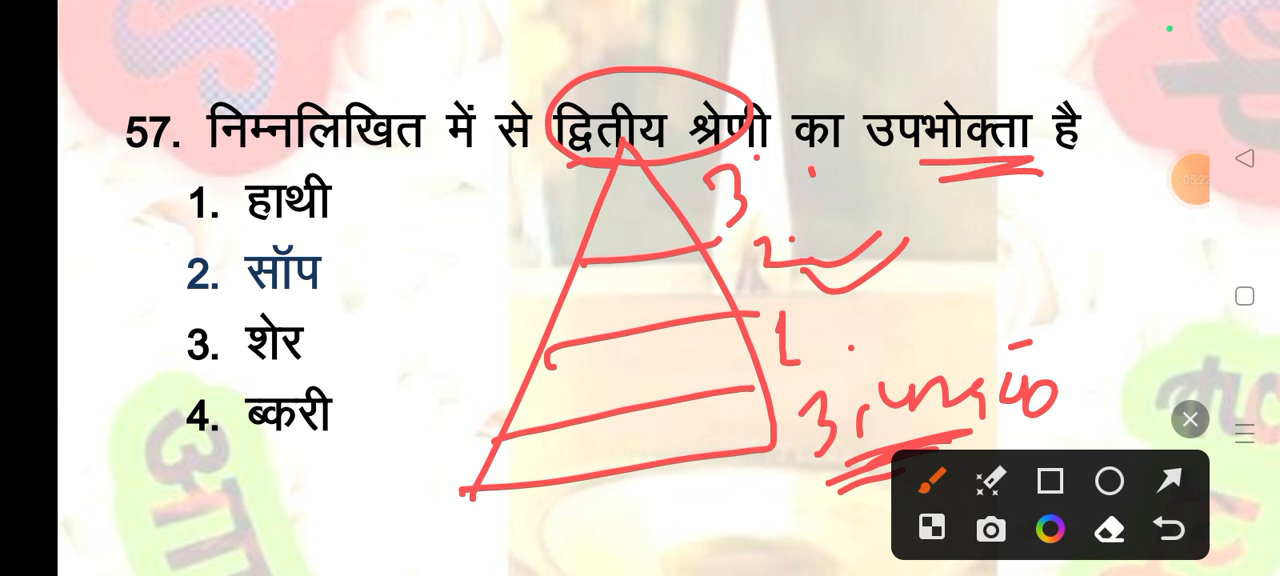 57. निम्नलिखित में से द्वितीय श्रेणी का उपभोक्ता है
1. हाथी
2. सॉप
3. शेर
4. ब्करी
3
2
1
05:22